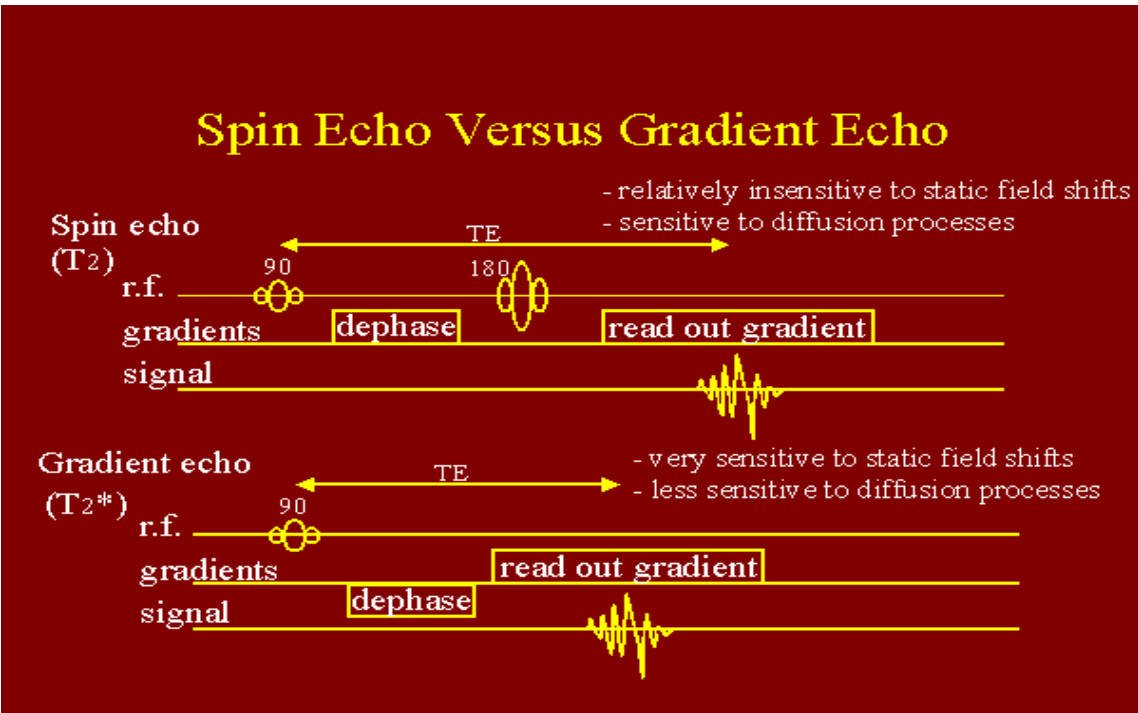 Spin Echo Versus Gradient Echo
- relatively insensitive to static field shifts
- sensitive to diffusion processes
Spin echo
(T2)
TE
90
180
r.f.
gradients
dephase
read out gradient
signal
Gradient echo
(T2*)
- very sensitive to static field shifts
- less sensitive to diffusion processes
TE
90
r.f.
gradients
read out gradient
dephase
signal